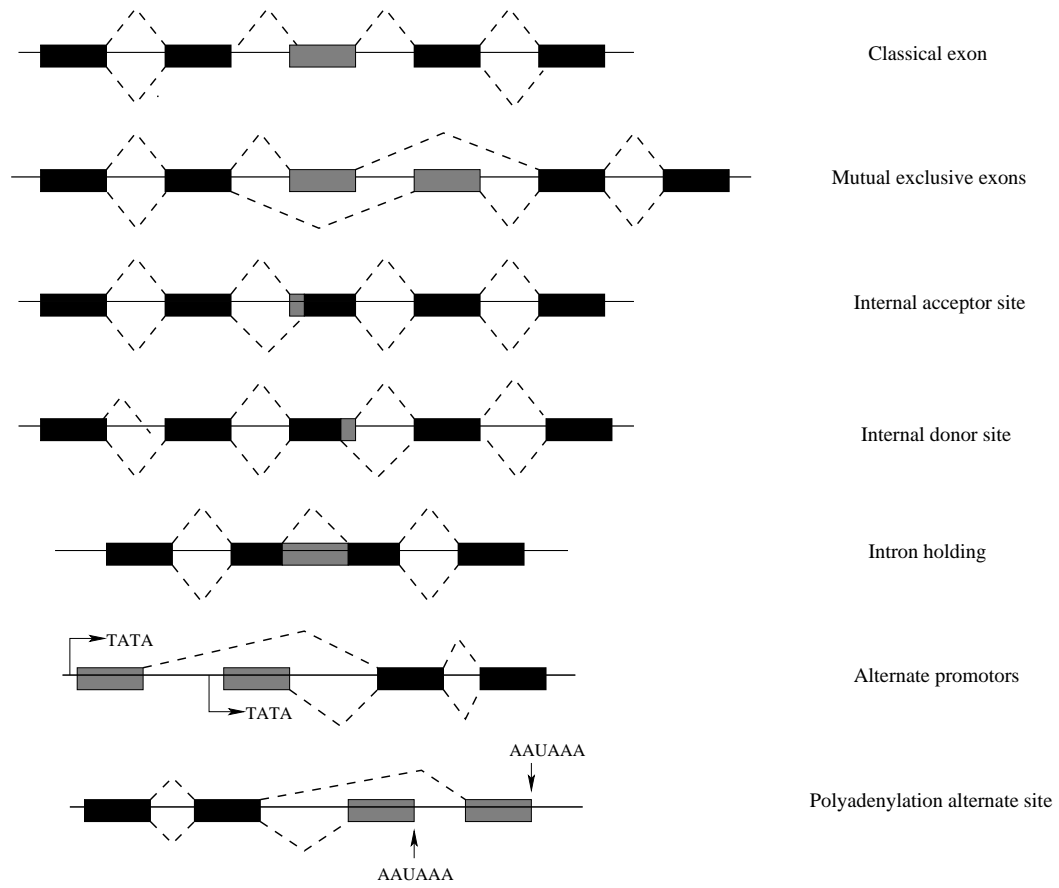 Classical exon
Mutual exclusive exons
Internal acceptor site
Internal donor site
Intron holding
TATA
TATA
Alternate promotors
AAUAAA
Polyadenylation alternate site
AAUAAA